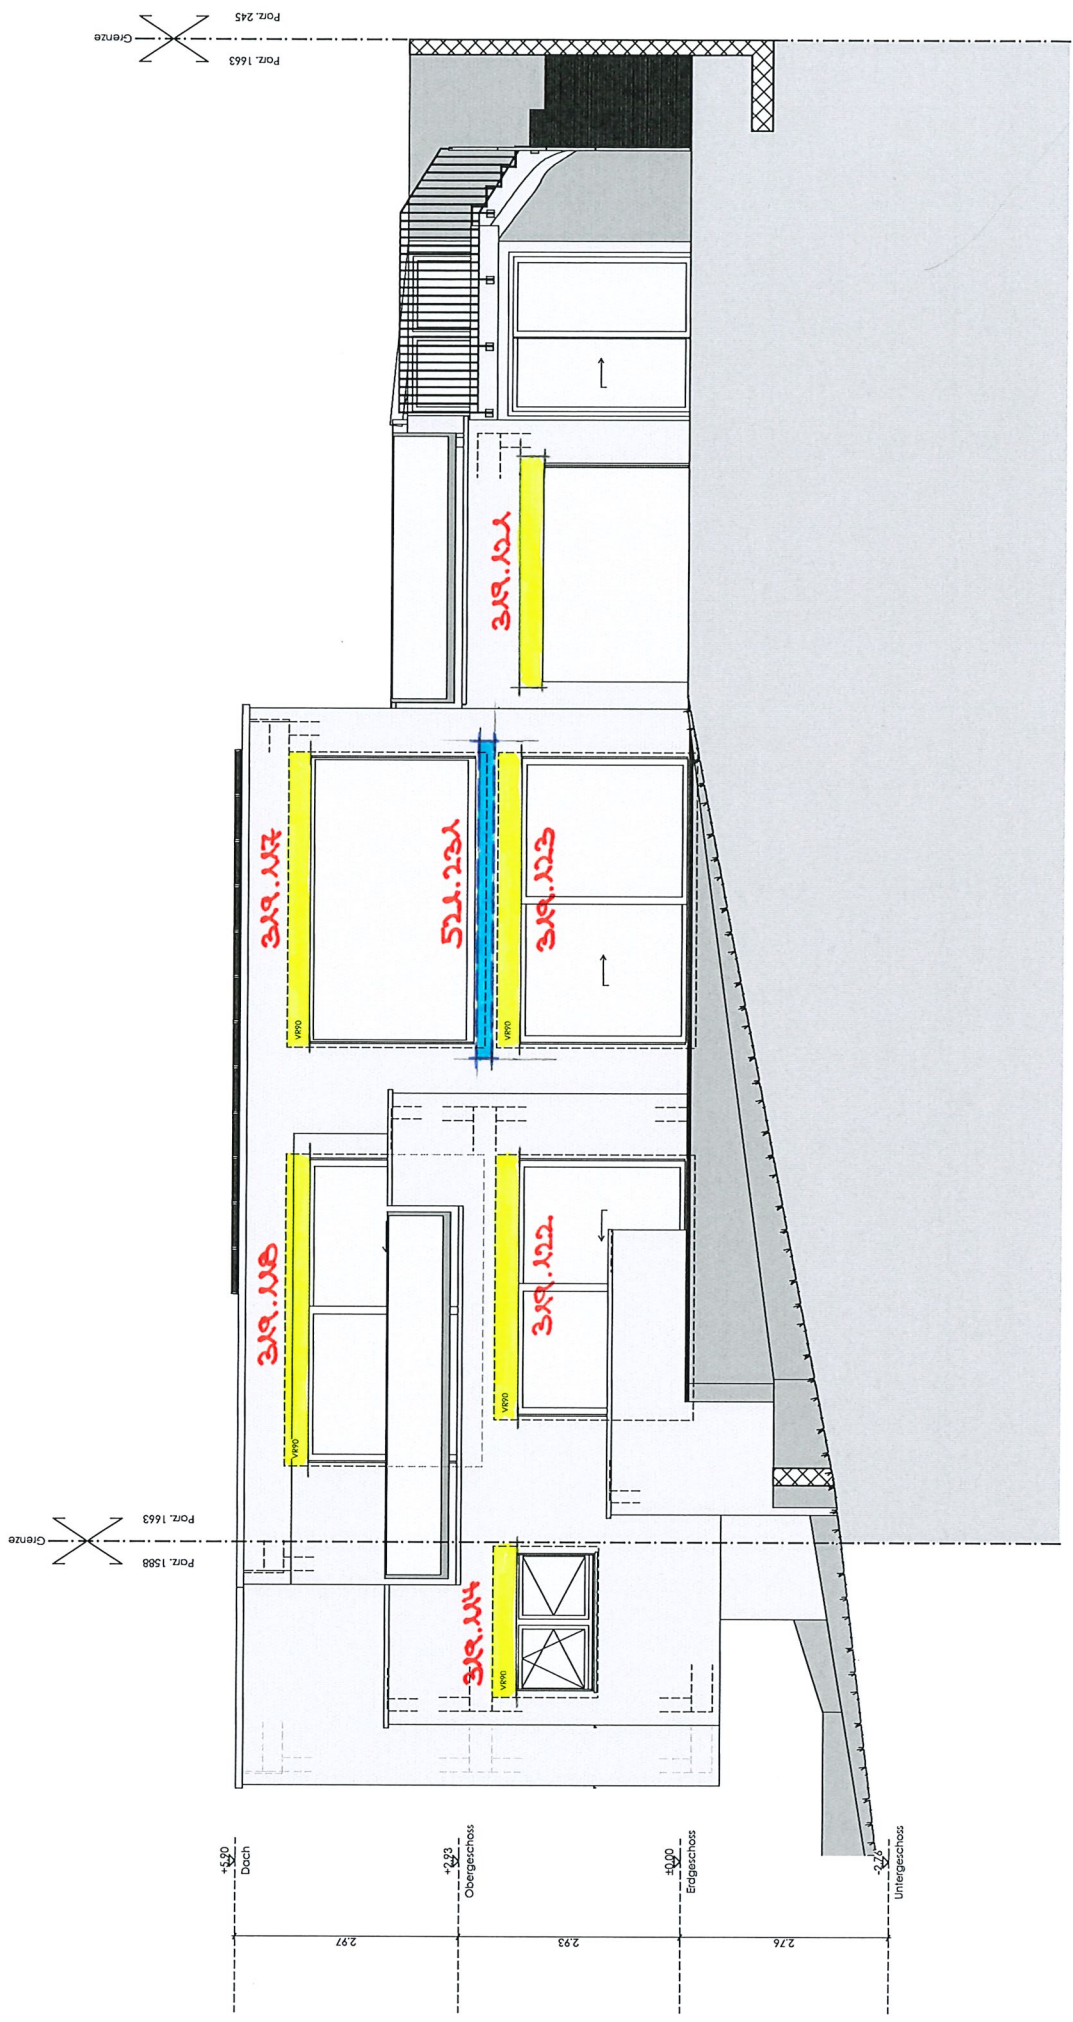 Grenze
Parz. 245
Parz. 1663
319.121
319.117
521.231
319.123
VR90
VR90
319.118
319.122
VR90
VR90
Grenze
Parz. 1663
Parz. 1588
319.114
VR90
+5.90
Dach
+2.93
Obergeschoss
±0.00
Erdgeschoss
-2.76
Untergeschoss
2.97
2.93
2.76